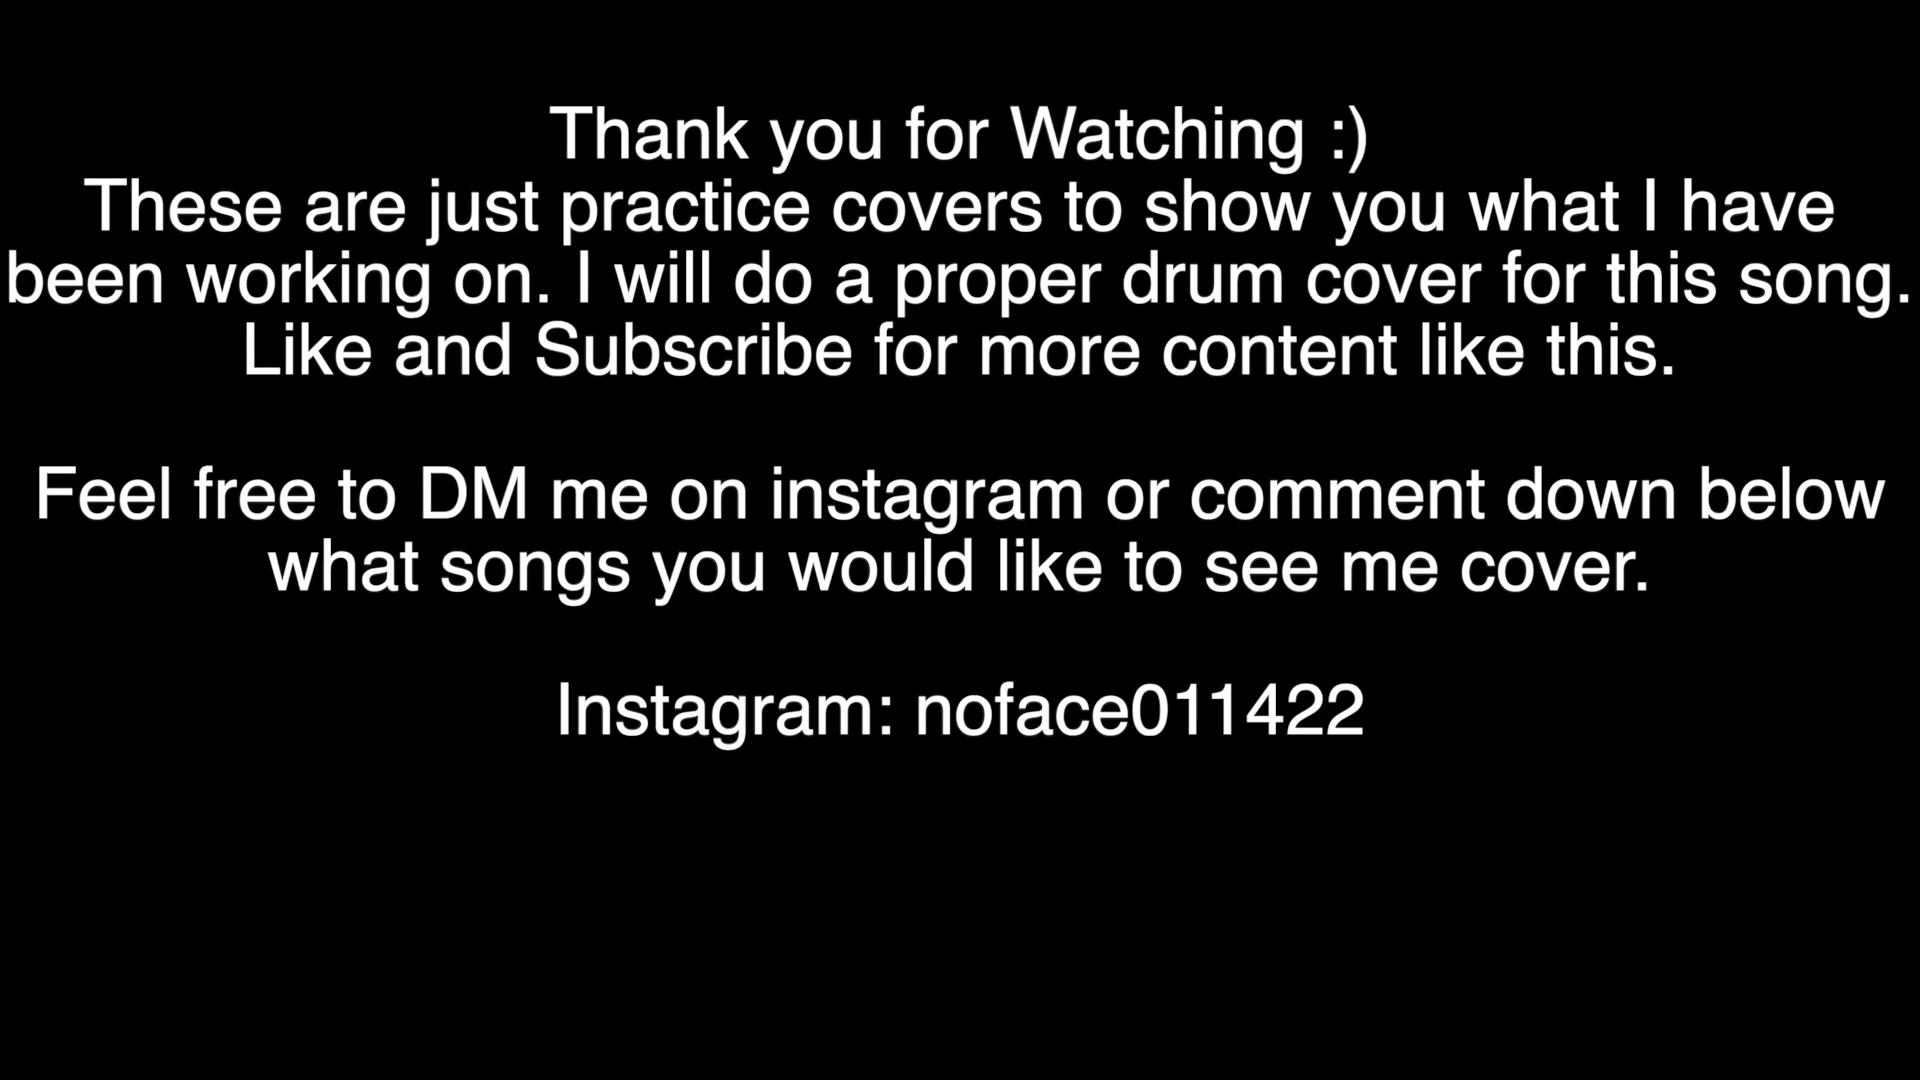 Thank you for Watching :)
These are just practice covers to show you what I have
been working on. I will do a proper drum cover for this song.
Like and Subscribe for more content like this.
Feel free to DM me on instagram or comment down below
what songs you would like to see me cover.
Instagram: noface011422